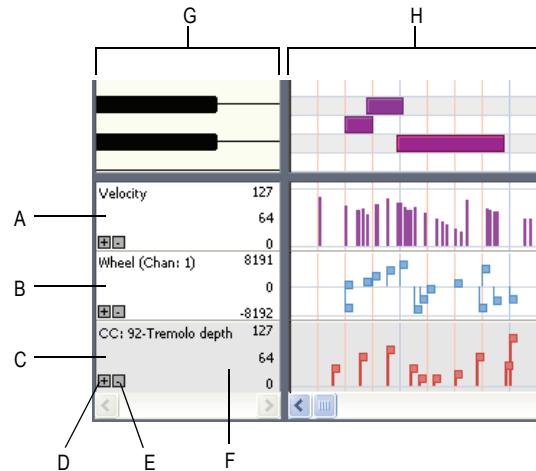 G H
A Velocity 127
64
+ - 0
B Wheel (Chan: 1) 8191
0
+ - -8192
C CC: 92-Tremolo depth 127
64
+ - 0
D E F